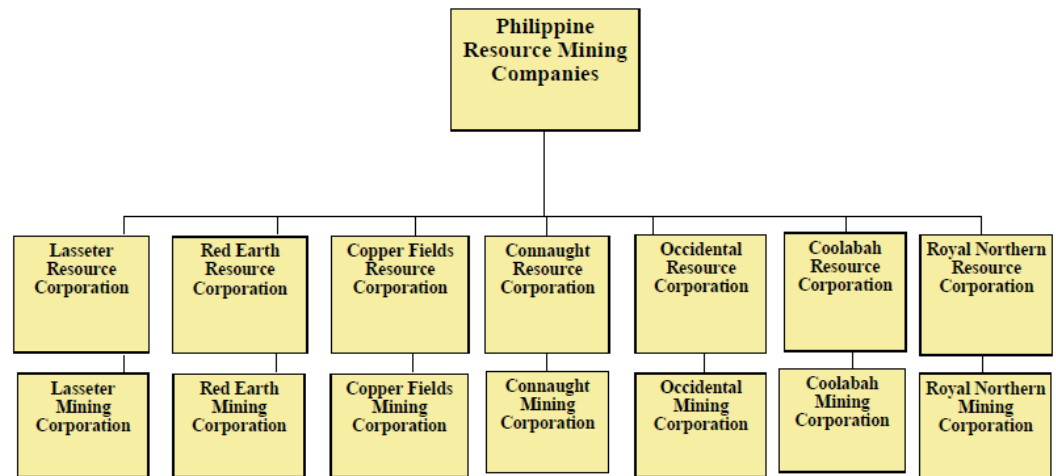 Philippine
Resource Mining
Companies
Lasseter
Resource
Corporation
Red Earth
Resource
Corporation
Copper Fields
Resource
Corporation
Connaught
Resource
Corporation
Occidental
Resource
Corporation
Coolabah
Resource
Corporation
Royal Northern
Resource
Corporation
Lasseter
Mining
Corporation
Red Earth
Mining
Corporation
Copper Fields
Mining
Corporation
Connaught
Mining
Corporation
Occidental
Mining
Corporation
Coolabah
Mining
Corporation
Royal Northern
Mining
Corporation